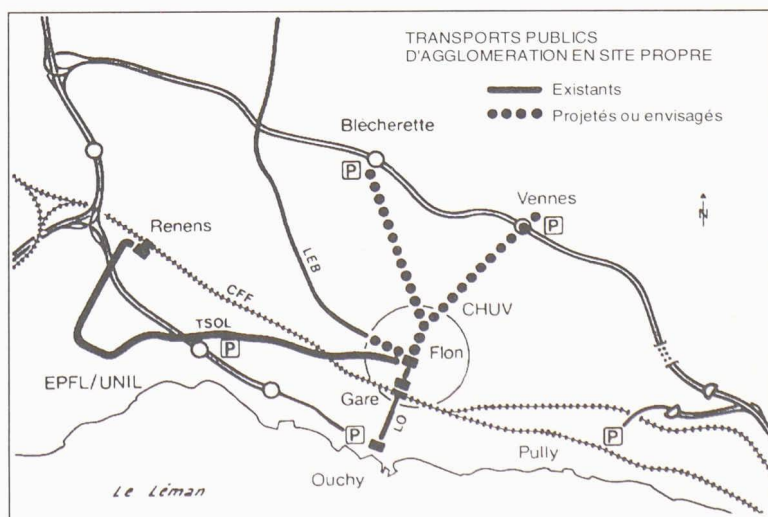 TRANSPORTS PUBLICS
D'AGGLOMERATION EN SITE PROPRE
Existants
Projetés ou envisagés
Blécherette
P
Vennes
P
N
Renens
LEB
CFF
CHUV
TSOL
P
Flon
EPFL/UNIL
Gare
LO
P
P
Pully
Ouchy
Le Léman